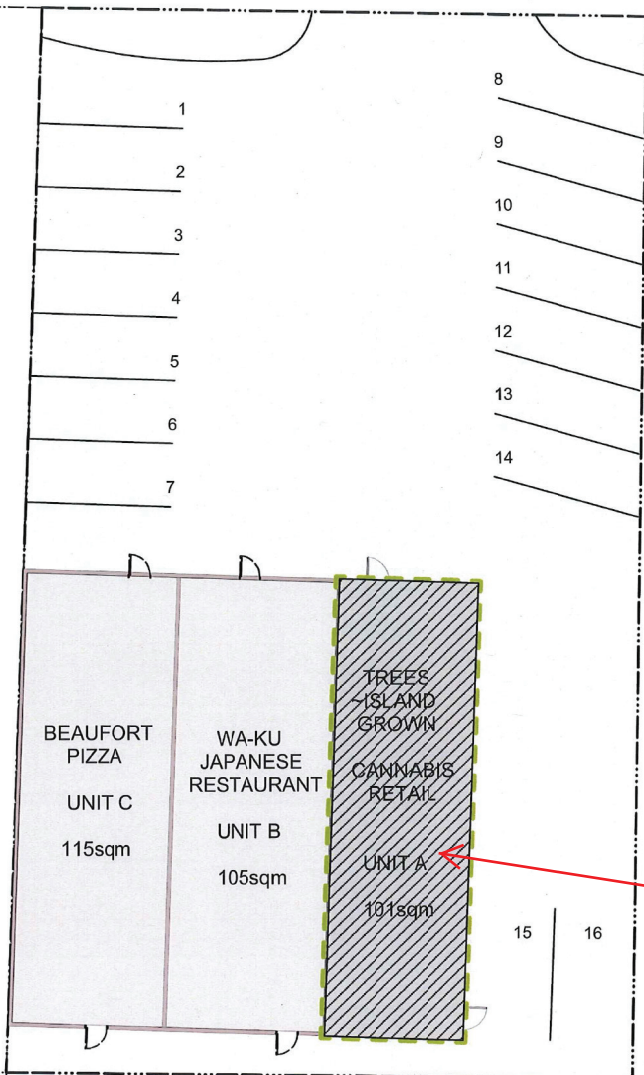 1
2
3
4
5
6
7
8
9
10
11
12
13
14
BEAUFORT
PIZZA
UNIT C
115sqm
WA-KU
JAPANESE
RESTAURANT
UNIT B
105sqm
TREES
~ISLAND
GROWN
CANNABIS
RETAIL
UNIT A
101sqm
15
16